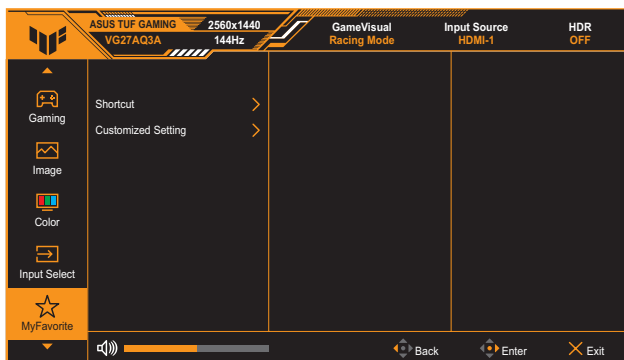 ASUS TUF GAMING 2560x1440 GameVisual Input Source HDR
VG27AQ3A 144Hz Racing Mode HDMI-1 OFF
Gaming
Shortcut
Customized Setting
Image
Color
Input Select
MyFavorite
Back Enter Exit